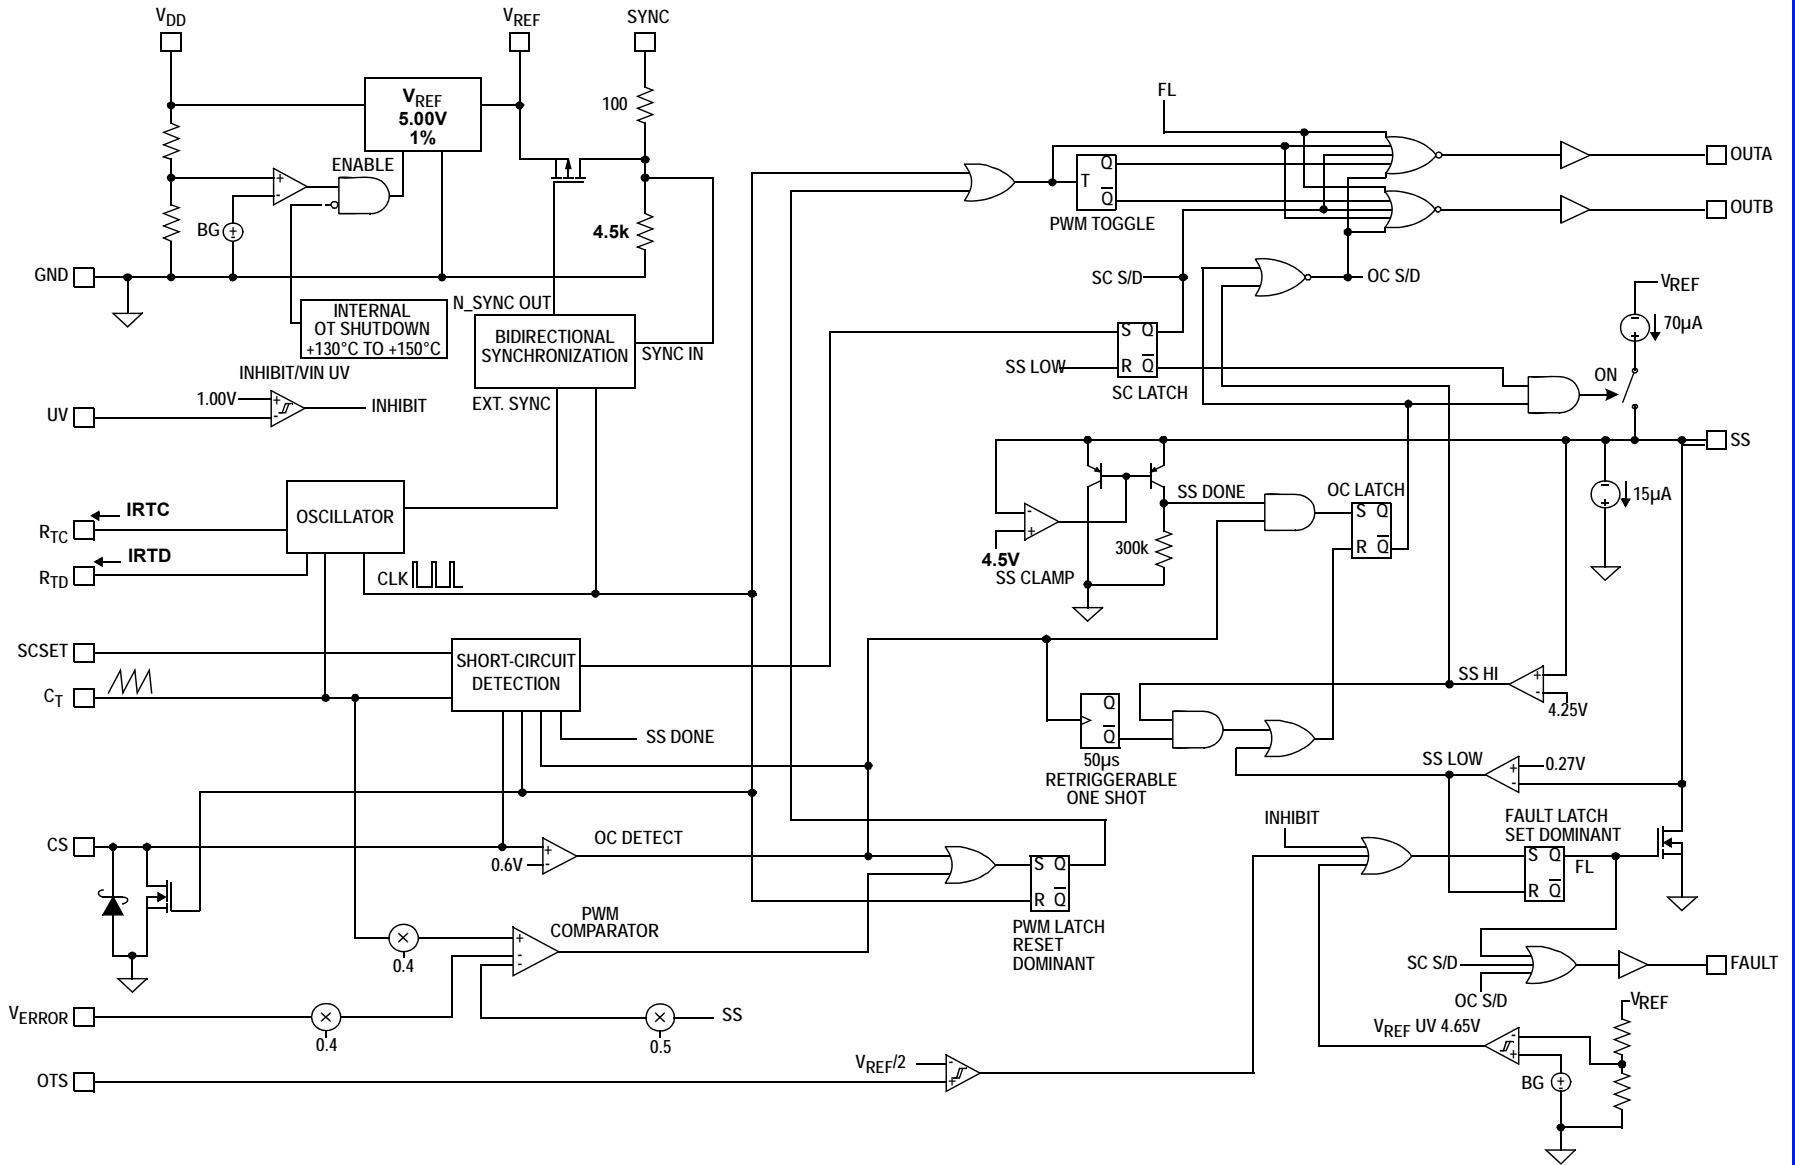 VDD
VREF
SYNC
VREF
5.00V
1%
100
FL
ENABLE
+
-
BG
4.5k
T
Q
Q̅
PWM TOGGLE
OUTA
OUTB
GND
SC S/D
OC S/D
VREF
INTERNAL
OT SHUTDOWN
+130°C TO +150°C
N_SYNC OUT
BIDIRECTIONAL
SYNCHRONIZATION
SYNC IN
S Q
R Q̅
SS LOW
SC LATCH
70µA
ON
INHIBIT/VIN UV
1.00V
+
-
INHIBIT
UV
EXT. SYNC
SS
IRTC
RTC
IRTD
RTD
OSCILLATOR
CLK
-
+
4.5V
SS CLAMP
SS DONE
300k
OC LATCH
S Q
R Q̅
15µA
SCSET
CT
SHORT-CIRCUIT
DETECTION
SS DONE
SS HI
+
-
4.25V
Q
Q̅
50µs
RETRIGGERABLE
ONE SHOT
SS LOW
+
-
0.27V
CS
OC DETECT
+
-
0.6V
INHIBIT
FAULT LATCH
SET DOMINANT
S Q
R Q̅
FL
S Q
R Q̅
PWM LATCH
RESET
DOMINANT
PWM
COMPARATOR
+
-
-
×
0.4
SC S/D
OC S/D
FAULT
VERROR
×
0.4
×
0.5
SS
VREF
VREF UV 4.65V
-
+
BG
VREF/2
-
+
OTS